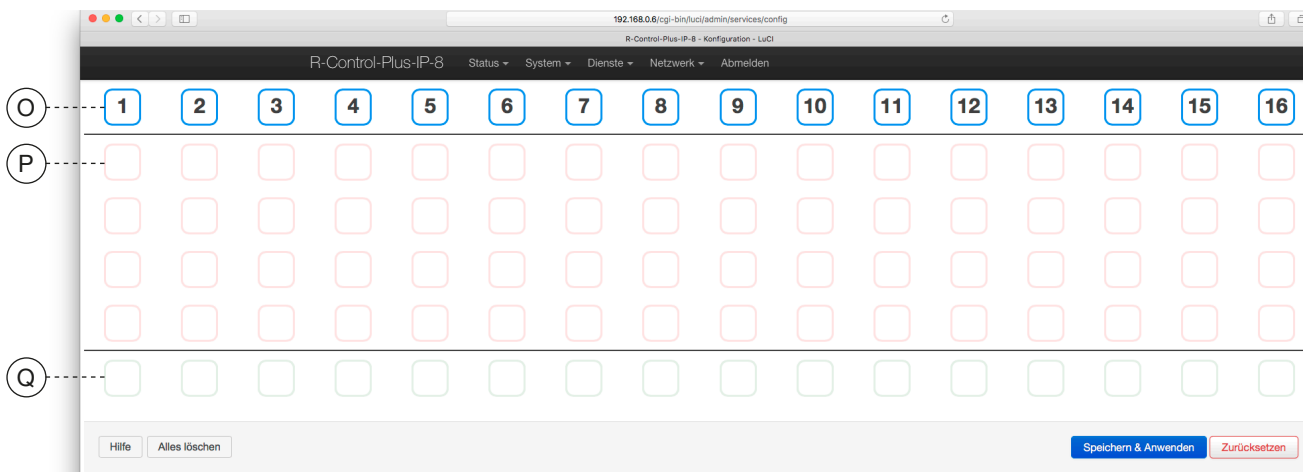 192.168.0.6/cgi-bin/luci/admin/services/config
R-Control-Plus-IP-8 - Konfiguration - LuCI
R-Control-Plus-IP-8 Status System Dienste Netzwerk Abmelden
O 1 2 3 4 5 6 7 8 9 10 11 12 13 14 15 16
P
Q
Hilfe Alles löschen Speichern & Anwenden Zurücksetzen